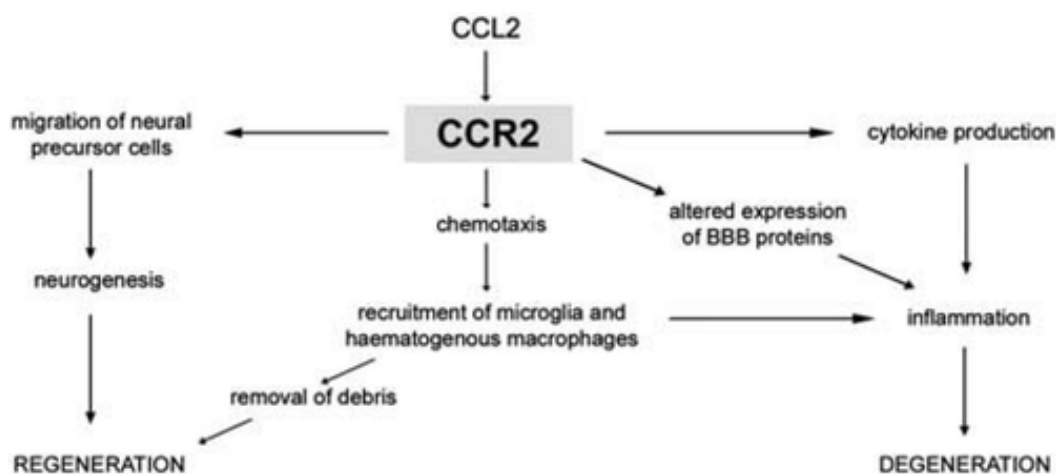 CCL2
migration of neural
precursor cells
CCR2
cytokine production
chemotaxis
altered expression
of BBB proteins
neurogenesis
recruitment of microglia and
haematogenous macrophages
inflammation
removal of debris
REGENERATION
DEGENERATION